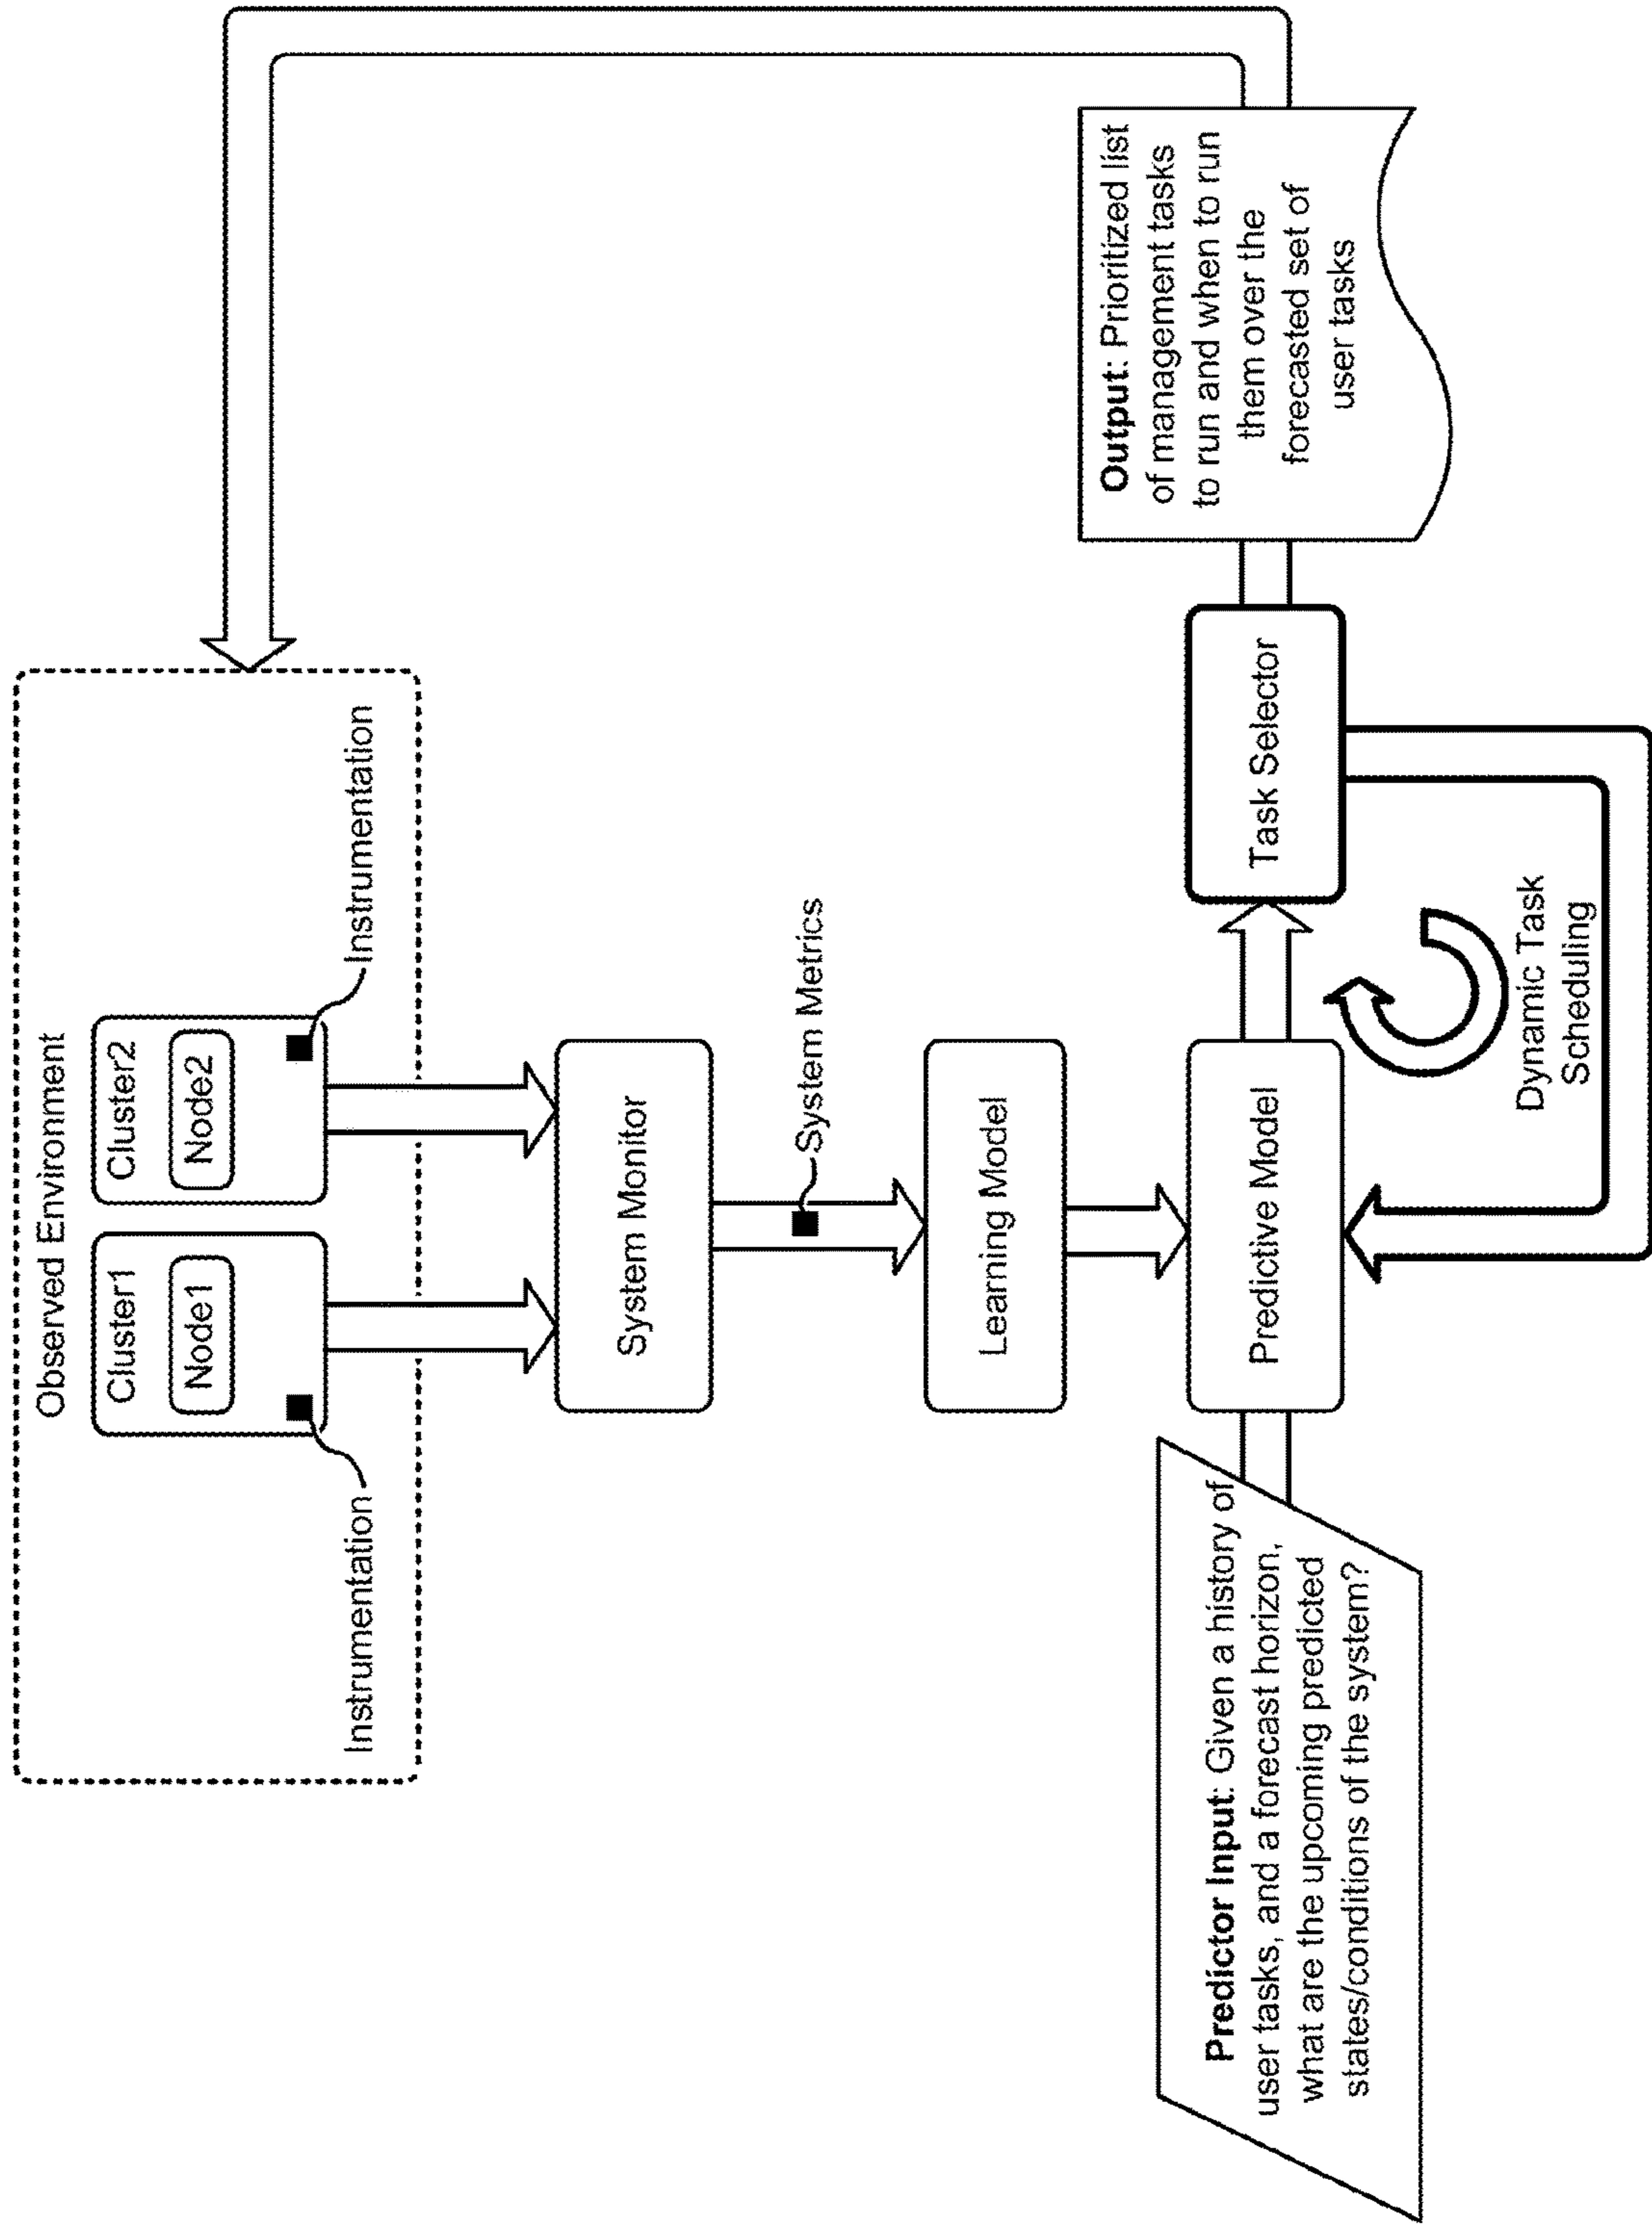 Observed Environment
Cluster1
Node1
Cluster2
Node2
Instrumentation
Instrumentation
System Monitor
System Metrics
Learning Model
Predictor Input: Given a history of
user tasks, and a forecast horizon,
what are the upcoming predicted
states/conditions of the system?
Predictive Model
Task Selector
Dynamic Task
Scheduling
Output: Prioritized list
of management tasks
to run and when to run
them over the
forecasted set of
user tasks